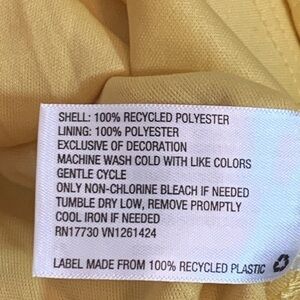 SHELL: 100% RECYCLED POLYESTER
LINING: 100% POLYESTER
EXCLUSIVE OF DECORATION
MACHINE WASH COLD WITH LIKE COLORS
GENTLE CYCLE
ONLY NON-CHLORINE BLEACH IF NEEDED
TUMBLE DRY LOW, REMOVE PROMPTLY
COOL IRON IF NEEDED
RN17730 VN1261424
LABEL MADE FROM 100% RECYCLED PLASTIC